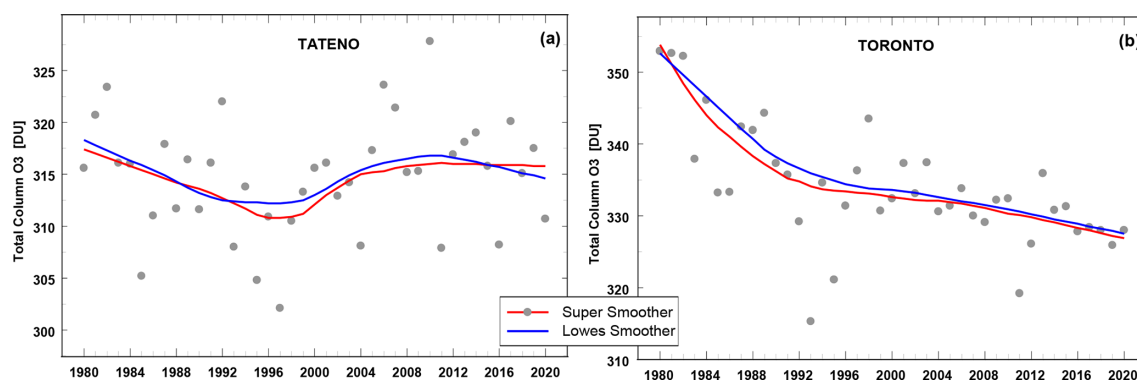 TATENO
(a)
325
320
315
310
305
300
Total Column O3 [DU]
1980 1984 1988 1992 1996 2000 2004 2008 2012 2016 2020
TORONTO
(b)
350
340
330
320
310
Total Column O3 [DU]
1980 1984 1988 1992 1996 2000 2004 2008 2012 2016 2020
Super Smoother
Lowes Smoother